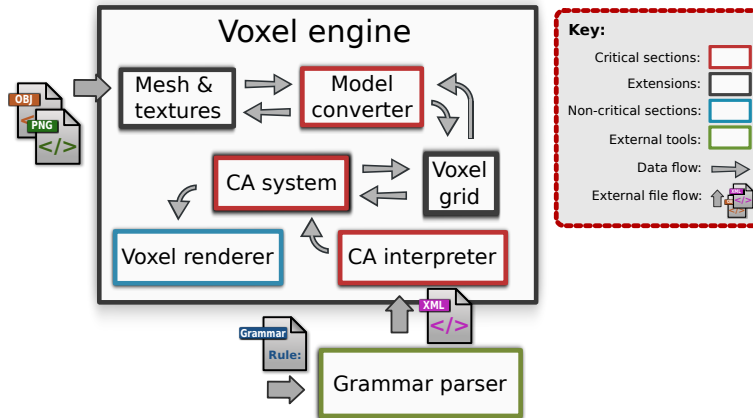 Voxel engine
Key:
Critical sections:
Extensions:
Non-critical sections:
External tools:
Data flow:
External file flow:
XML
</>
OBJ
<
PNG
</>
Mesh &
textures
Model
converter
CA system
Voxel
grid
Voxel renderer
CA interpreter
XML
</>
Grammar
Rule:
Grammar parser